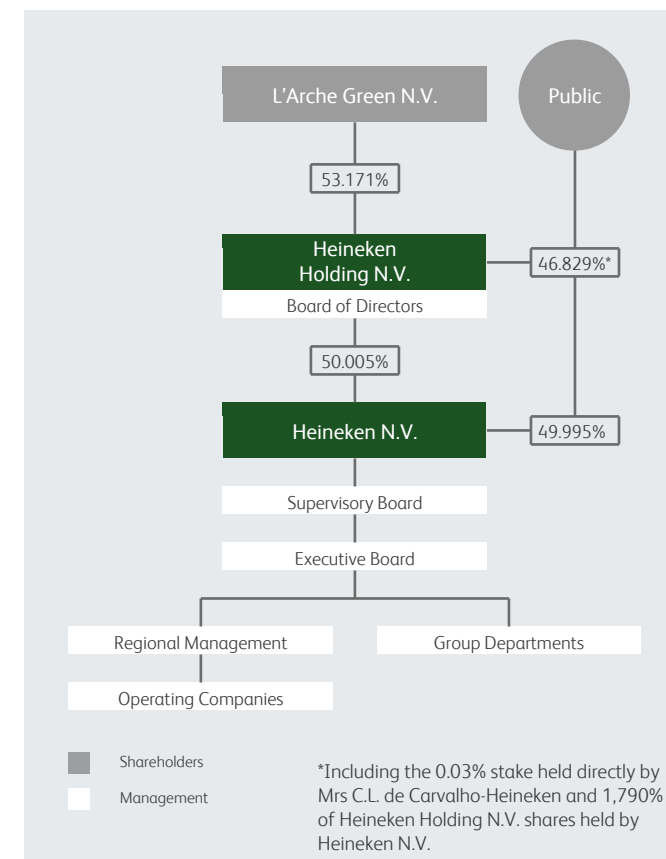 L'Arche Green N.V.
Public
53.171%
Heineken
Holding N.V.
46.829%*
Board of Directors
50.005%
Heineken N.V.
49.995%
Supervisory Board
Executive Board
Regional Management
Group Departments
Operating Companies
Shareholders
Management
*Including the 0.03% stake held directly by
Mrs C.L. de Carvalho-Heineken and 1,790%
of Heineken Holding N.V. shares held by
Heineken N.V.